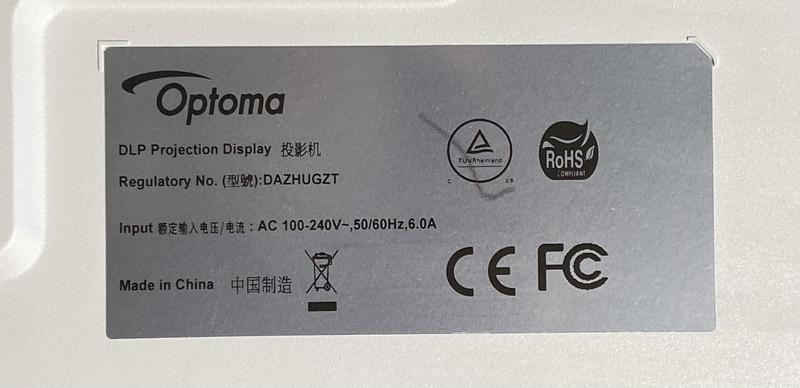 Optoma
DLP Projection Display 投影机
Regulatory No. (型號):DAZHUGZT
Input 额定输入电压/电流 : AC 100-240V~,50/60Hz,6.0A
Made in China 中国制造
TÜVRheinland
C US
RoHS
COMPLIANT
CE FCC